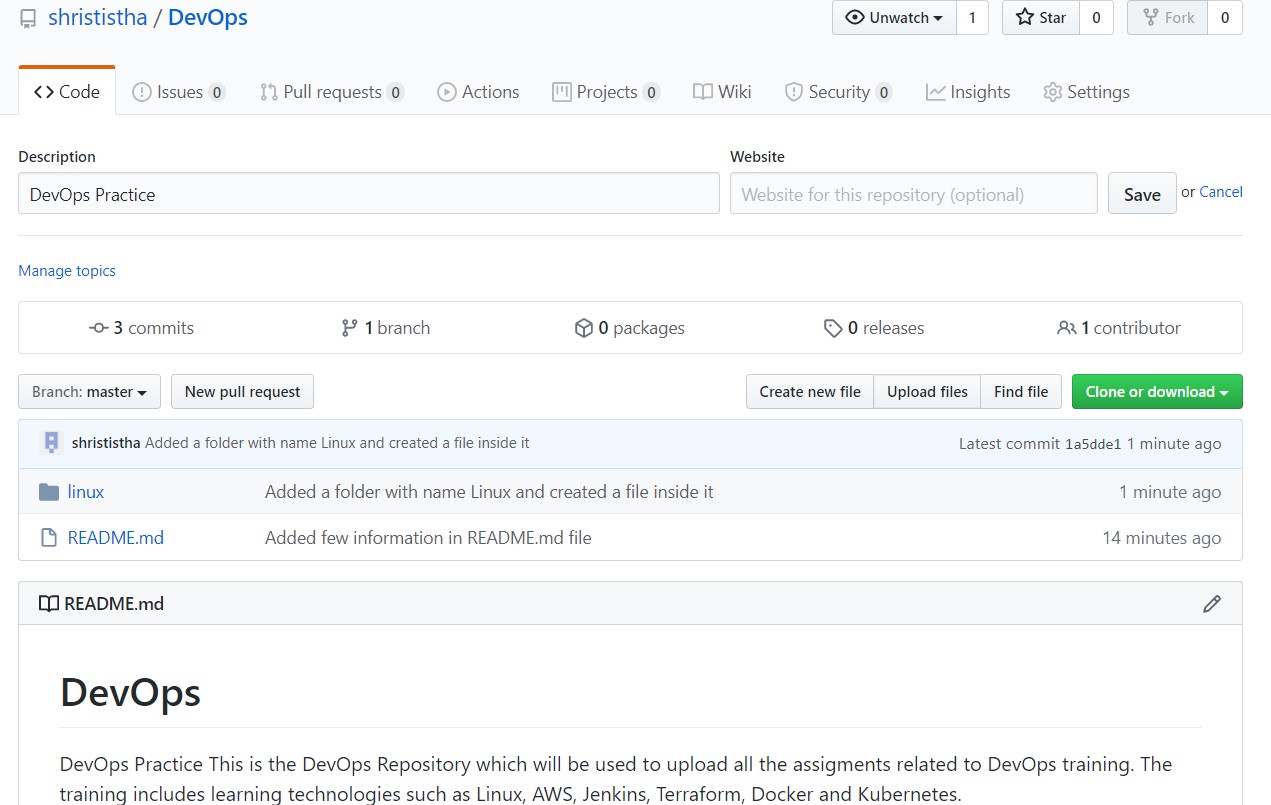 shrististha / DevOps Unwatch 1 Star 0 Fork 0
Code Issues 0 Pull requests 0 Actions Projects 0 Wiki Security 0 Insights Settings
Description Website
DevOps Practice Website for this repository (optional) Save or Cancel
Manage topics
3 commits 1 branch 0 packages 0 releases 1 contributor
Branch: master New pull request Create new file Upload files Find file Clone or download
shrististha Added a folder with name Linux and created a file inside it Latest commit 1a5dde1 1 minute ago
linux Added a folder with name Linux and created a file inside it 1 minute ago
README.md Added few information in README.md file 14 minutes ago
README.md
DevOps
DevOps Practice This is the DevOps Repository which will be used to upload all the assigments related to DevOps training. The
training includes learning technologies such as Linux, AWS, Jenkins, Terraform, Docker and Kubernetes.